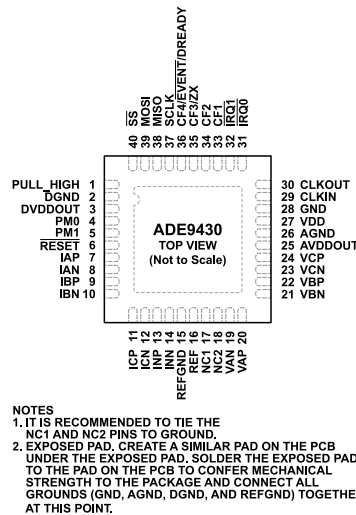 40 S̅S̅
39 MOSI
38 MISO
37 SCLK
36 CF4/E̅V̅E̅N̅T̅/DREADY
35 CF3/ZX
34 CF2
33 CF1
32 I̅R̅Q̅1̅
31 I̅R̅Q̅0̅
PULL_HIGH 1
DGND 2
DVDDOUT 3
PM0 4
PM1 5
R̅E̅S̅E̅T̅ 6
IAP 7
IAN 8
IBP 9
IBN 10
ADE9430
TOP VIEW
(Not to Scale)
30 CLKOUT
29 CLKIN
28 GND
27 VDD
26 AGND
25 AVDDOUT
24 VCP
23 VCN
22 VBP
21 VBN
ICP 11
ICN 12
INP 13
INN 14
REFGND 15
REF 16
NC1 17
NC2 18
VAN 19
VAP 20
NOTES
1. IT IS RECOMMENDED TO TIE THE
NC1 AND NC2 PINS TO GROUND.
2. EXPOSED PAD. CREATE A SIMILAR PAD ON THE PCB
UNDER THE EXPOSED PAD. SOLDER THE EXPOSED PAD
TO THE PAD ON THE PCB TO CONFER MECHANICAL
STRENGTH TO THE PACKAGE AND CONNECT ALL
GROUNDS (GND, AGND, DGND, AND REFGND) TOGETHE
AT THIS POINT.